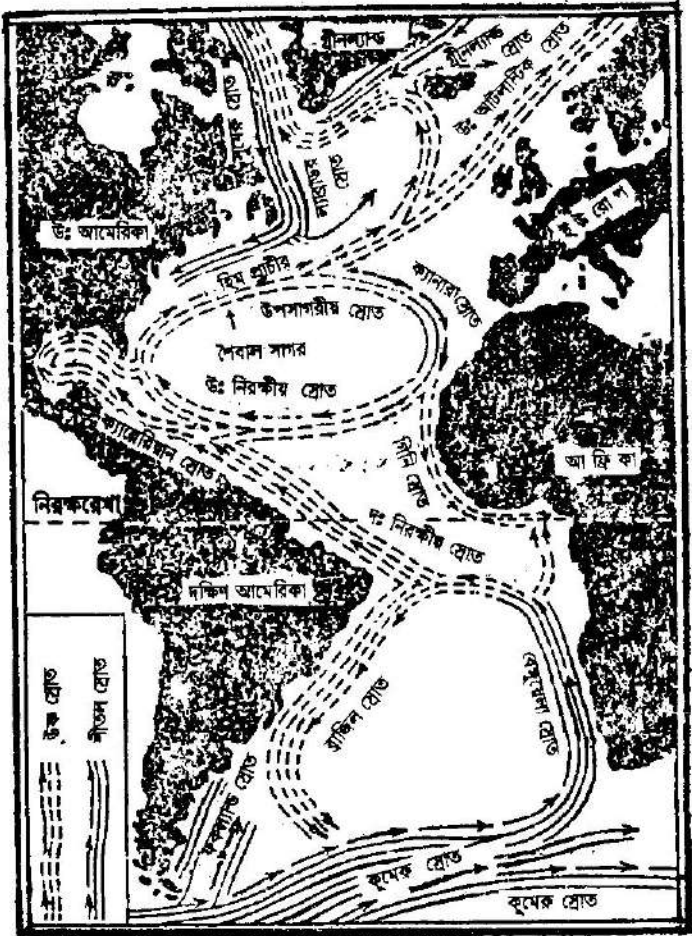 গ্রীনল্যান্ড
গ্রীনল্যান্ড স্রোত
উঃ আটলান্টিক স্রোত
স্রোত
ল্যাব্রাডর স্রোত
উঃ আমেরিকা
ইউরোপ
হিম প্রাচীর
ক্যানারী স্রোত
উপসাগরীয় স্রোত
শৈবাল সাগর
উঃ নিরক্ষীয় স্রোত
ক্যারেবিয়ান স্রোত
গিনি স্রোত
আফ্রিকা
নিরক্ষরেখা
দঃ নিরক্ষীয় স্রোত
দক্ষিণ আমেরিকা
উষ্ণ স্রোত
শীতল স্রোত
ব্রাজিল স্রোত
বেঙ্গুয়েলা স্রোত
ফকল্যান্ড স্রোত
কুমেরু স্রোত
কুমেরু স্রোত